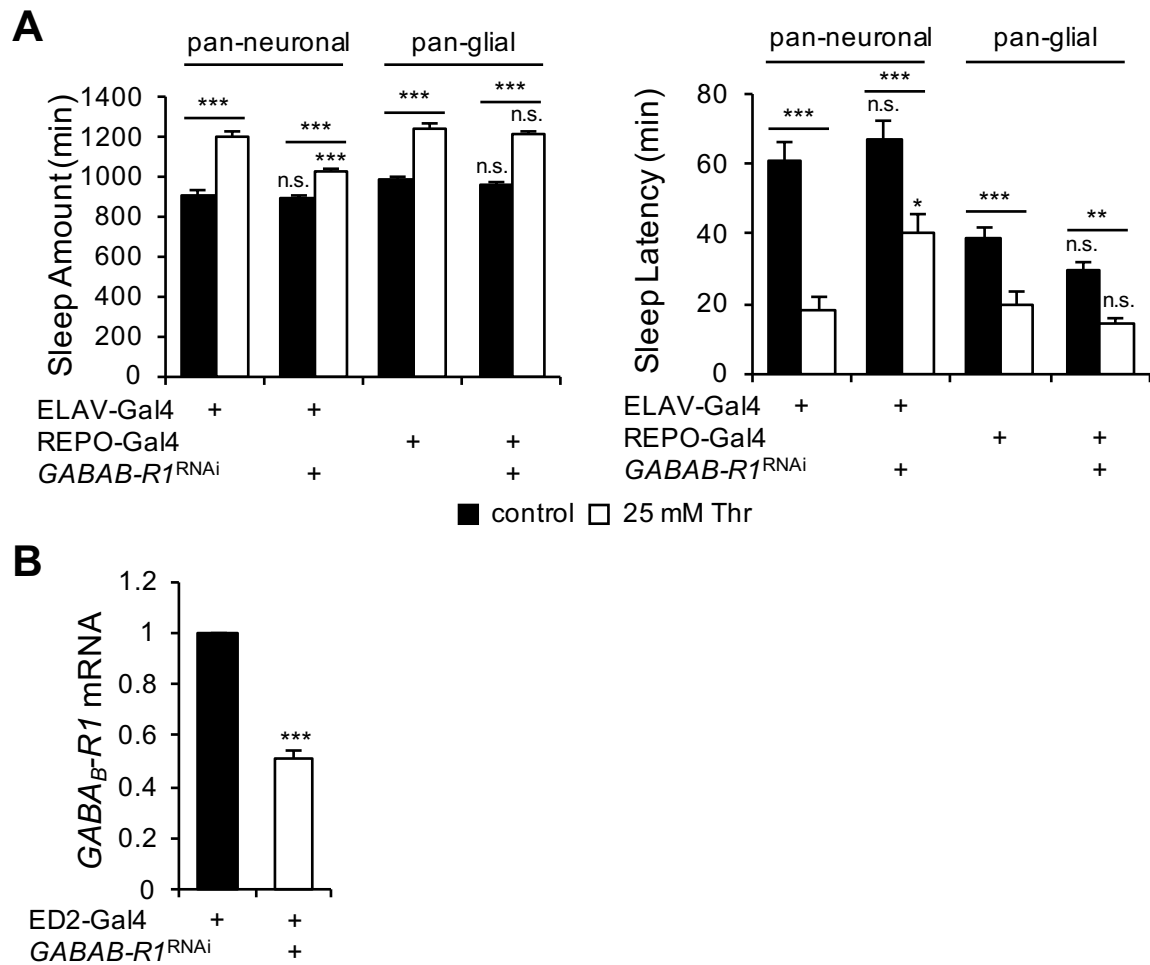 A
pan-neuronal pan-glial
Sleep Amount (min)
1400
1200
1000
800
600
400
200
0
*** *** *** ***
n.s. *** n.s. n.s.
ELAV-Gal4 + +
REPO-Gal4 + +
GABAB-R1RNAi + +
pan-neuronal pan-glial
Sleep Latency (min)
80
60
40
20
0
*** *** *** **
n.s. * n.s. n.s.
ELAV-Gal4 + +
REPO-Gal4 + +
GABAB-R1RNAi + +
control 25 mM Thr
B
GABAB-R1 mRNA
1.2
1
0.8
0.6
0.4
0.2
0
***
ED2-Gal4 + +
GABAB-R1RNAi +